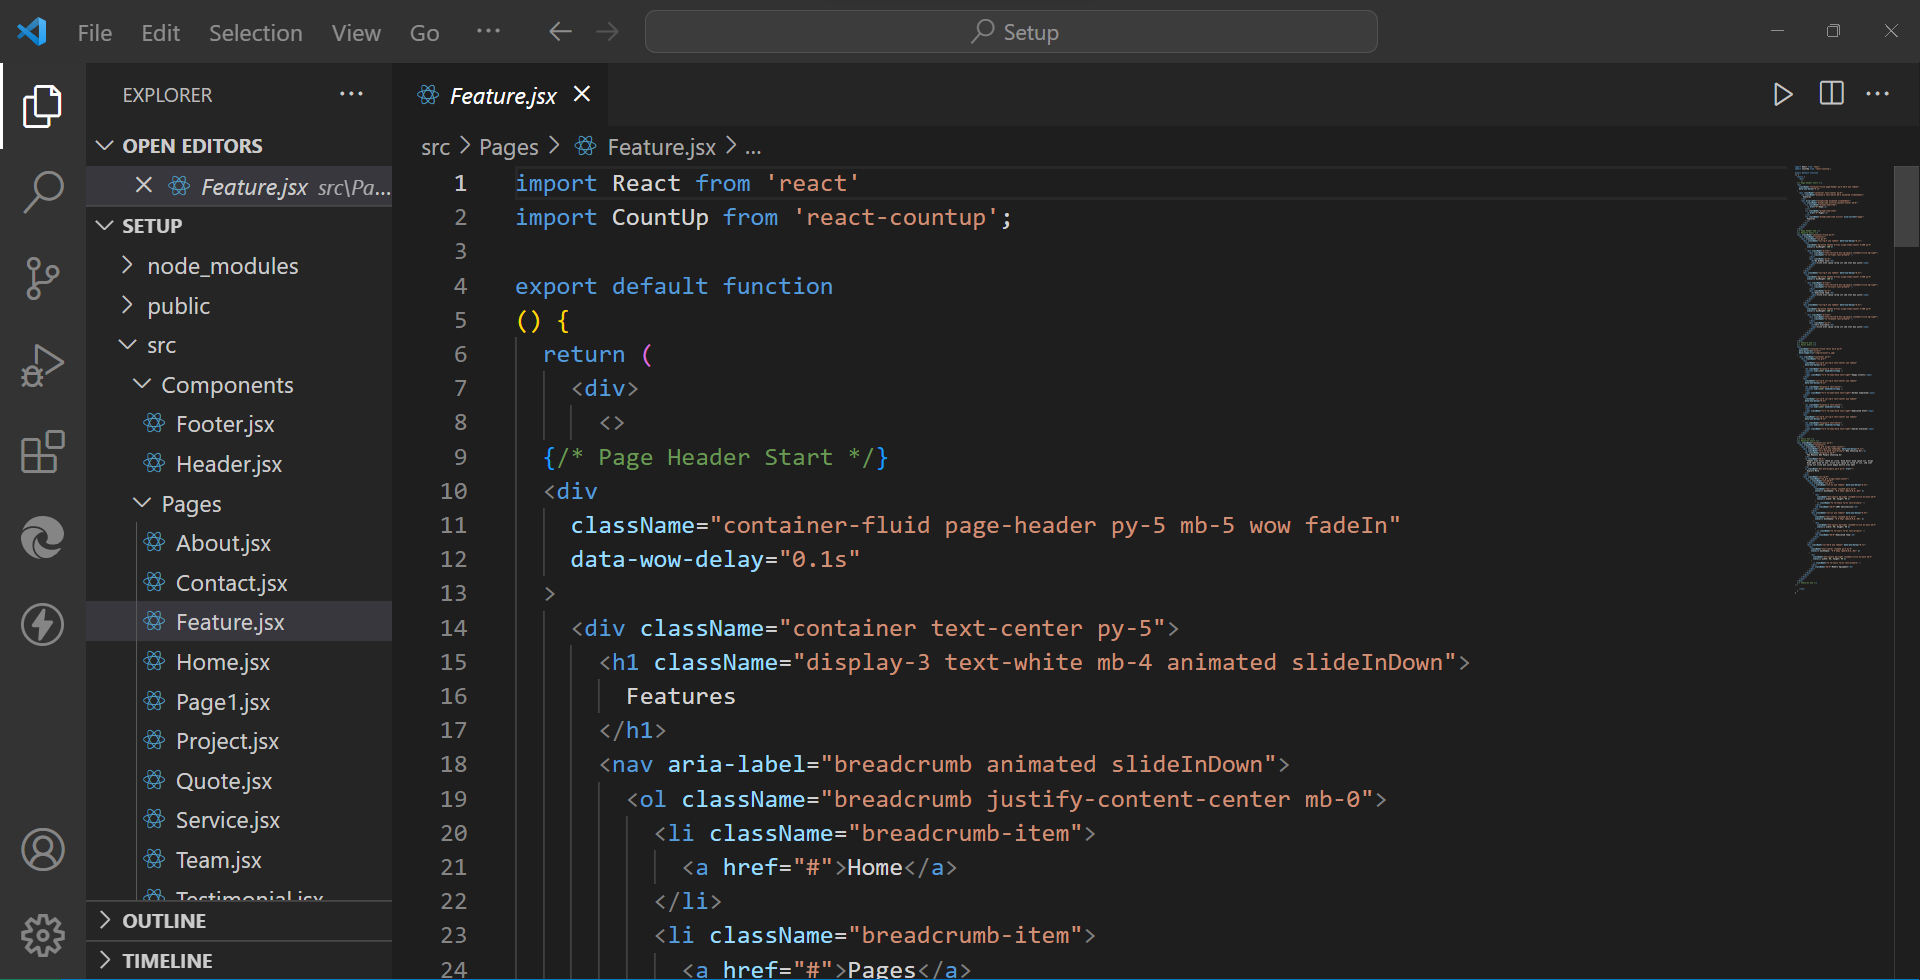 File Edit Selection View Go ···
Setup
EXPLORER ···
OPEN EDITORS
Feature.jsx src\Pa...
SETUP
node_modules
public
src
Components
Footer.jsx
Header.jsx
Pages
About.jsx
Contact.jsx
Feature.jsx
Home.jsx
Page1.jsx
Project.jsx
Quote.jsx
Service.jsx
Team.jsx
Testimonial.jsx
OUTLINE
TIMELINE
Feature.jsx
src > Pages > Feature.jsx > ...
1 import React from 'react'
2 import CountUp from 'react-countup';
3
4 export default function
5 () {
6 return (
7 <div>
8 <>
9 {/* Page Header Start */}
10 <div
11 className="container-fluid page-header py-5 mb-5 wow fadeIn"
12 data-wow-delay="0.1s"
13 >
14 <div className="container text-center py-5">
15 <h1 className="display-3 text-white mb-4 animated slideInDown">
16 Features
17 </h1>
18 <nav aria-label="breadcrumb animated slideInDown">
19 <ol className="breadcrumb justify-content-center mb-0">
20 <li className="breadcrumb-item">
21 <a href="#">Home</a>
22 </li>
23 <li className="breadcrumb-item">
24 <a href="#">Pages</a>